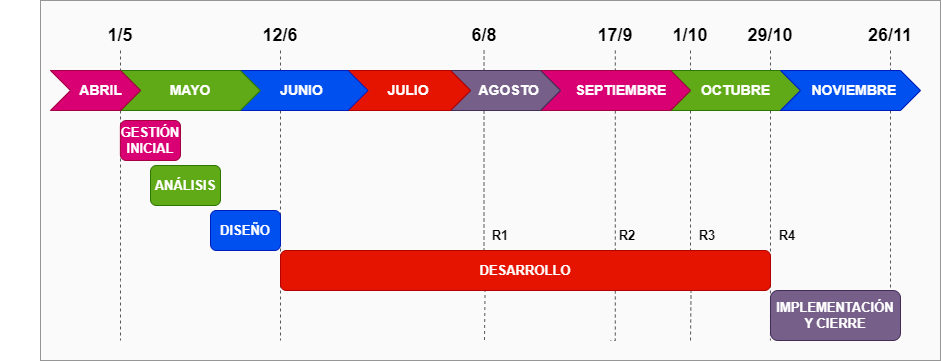 1/5 12/6 6/8 17/9 1/10 29/10 26/11
ABRIL MAYO JUNIO JULIO AGOSTO SEPTIEMBRE OCTUBRE NOVIEMBRE
GESTIÓN
INICIAL
ANÁLISIS
DISEÑO
R1 R2 R3 R4
DESARROLLO
IMPLEMENTACIÓN
Y CIERRE